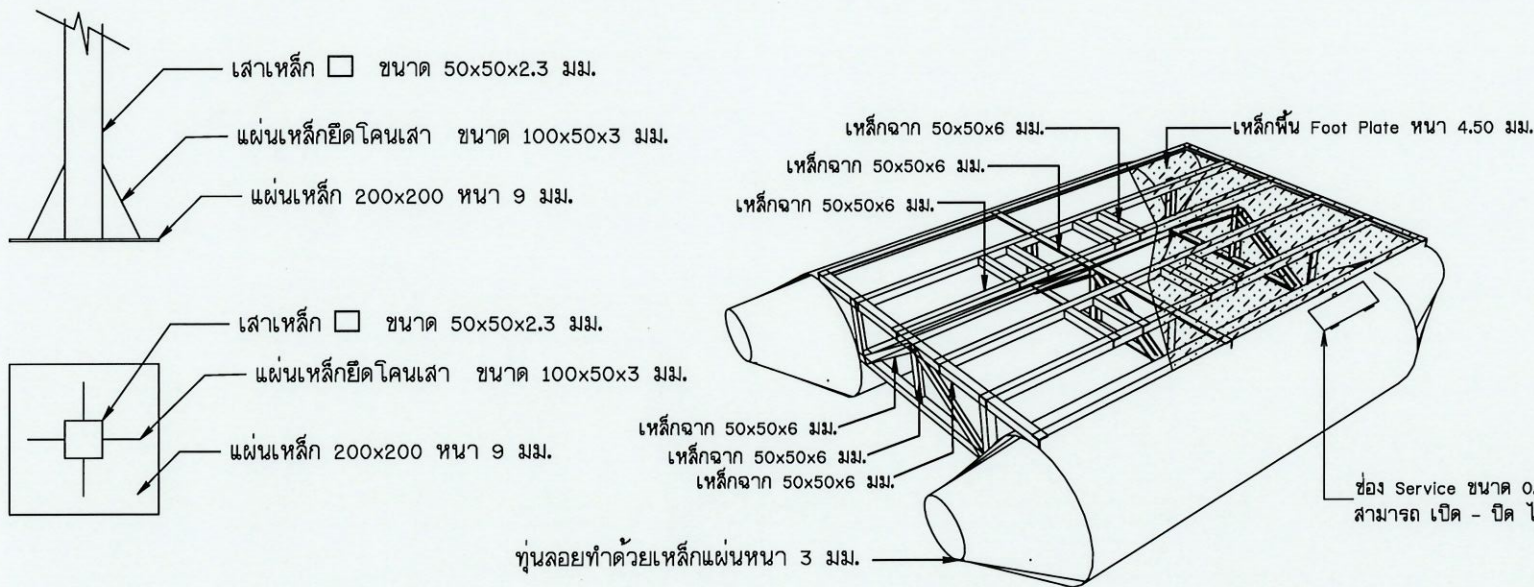 เสาเหล็ก ขนาด 50x50x2.3 มม.
แผ่นเหล็กยึดโคนเสา ขนาด 100x50x3 มม.
แผ่นเหล็ก 200x200 หนา 9 มม.
เสาเหล็ก ขนาด 50x50x2.3 มม.
แผ่นเหล็กยึดโคนเสา ขนาด 100x50x3 มม.
แผ่นเหล็ก 200x200 หนา 9 มม.
เหล็กฉาก 50x50x6 มม.
เหล็กพื้น Foot Plate หนา 4.50 มม.
เหล็กฉาก 50x50x6 มม.
เหล็กฉาก 50x50x6 มม.
เหล็กฉาก 50x50x6 มม.
เหล็กฉาก 50x50x6 มม.
เหล็กฉาก 50x50x6 มม.
ช่อง Service ขนาด
สามารถ เปิด - ปิด
ทุ่นลอยทำด้วยเหล็กแผ่นหนา 3 มม.